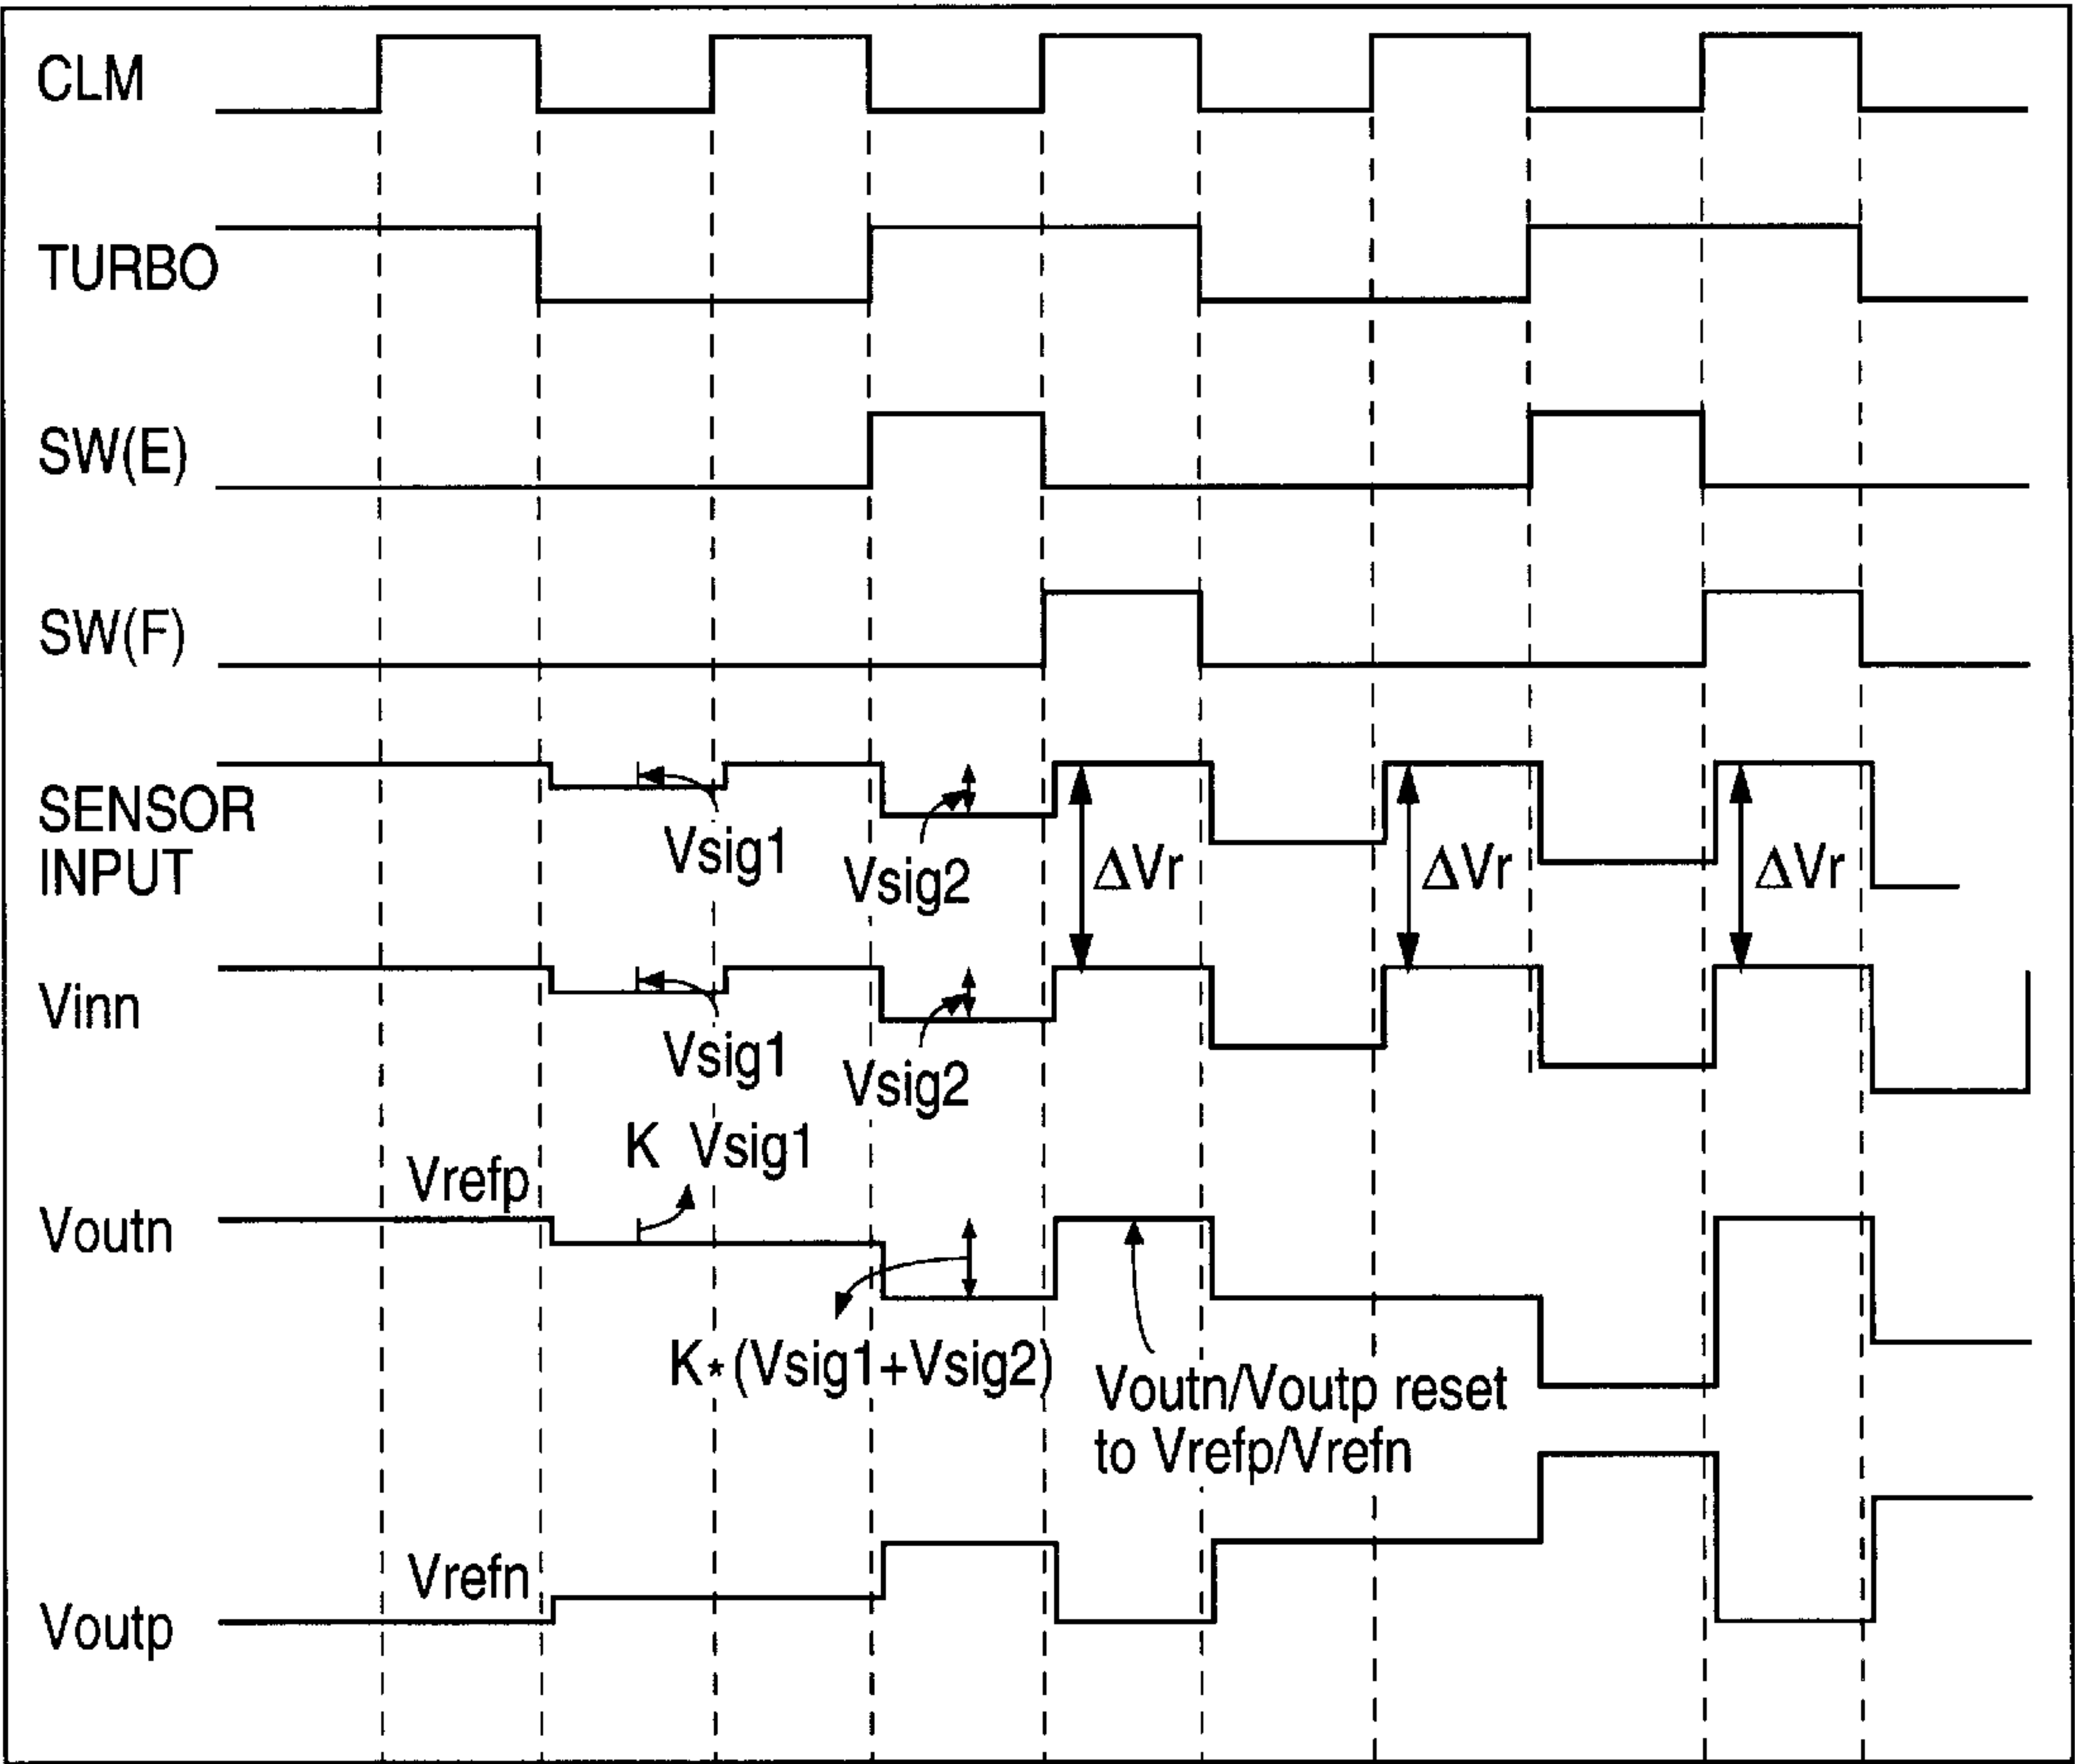 CLM
TURBO
SW(E)
SW(F)
SENSOR
INPUT
Vsig1
Vsig2
ΔVr
ΔVr
ΔVr
Vinn
Vsig1
Vsig2
K Vsig1
Vrefp
Voutn
K*(Vsig1+Vsig2)
Voutn/Voutp reset
to Vrefp/Vrefn
Vrefn
Voutp